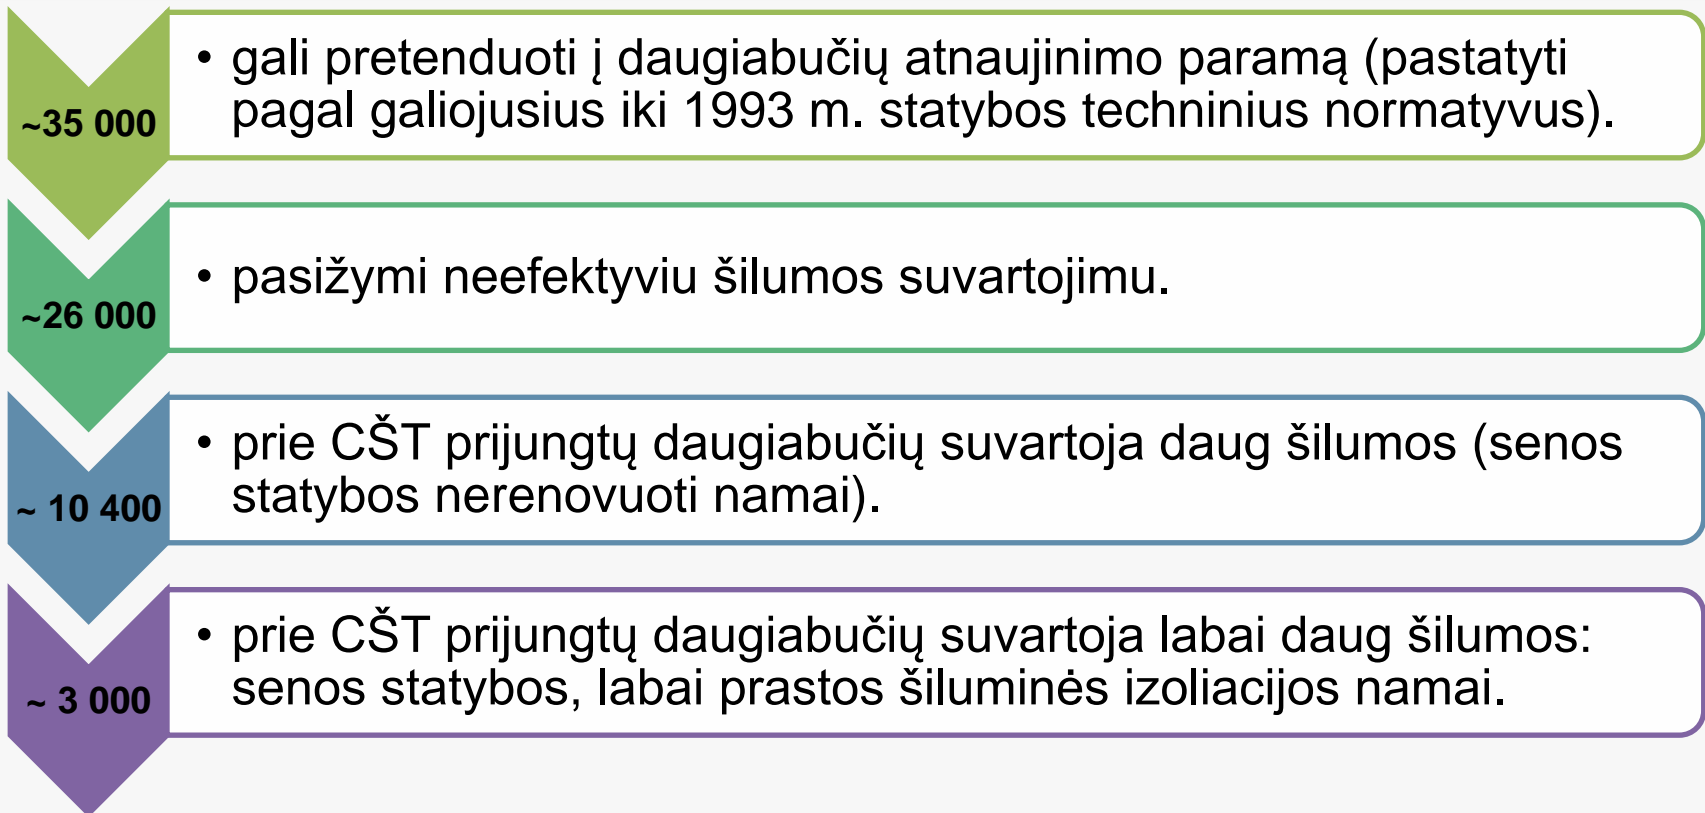 ~35 000
• gali pretenduoti į daugiabučių atnaujinimo paramą (pastatyti
pagal galiojusius iki 1993 m. statybos techninius normatyvus).
~26 000
• pasižymi neefektyviu šilumos suvartojimu.
~ 10 400
• prie CŠT prijungtų daugiabučių suvartoja daug šilumos (senos
statybos nerenovuoti namai).
~ 3 000
• prie CŠT prijungtų daugiabučių suvartoja labai daug šilumos:
senos statybos, labai prastos šiluminės izoliacijos namai.